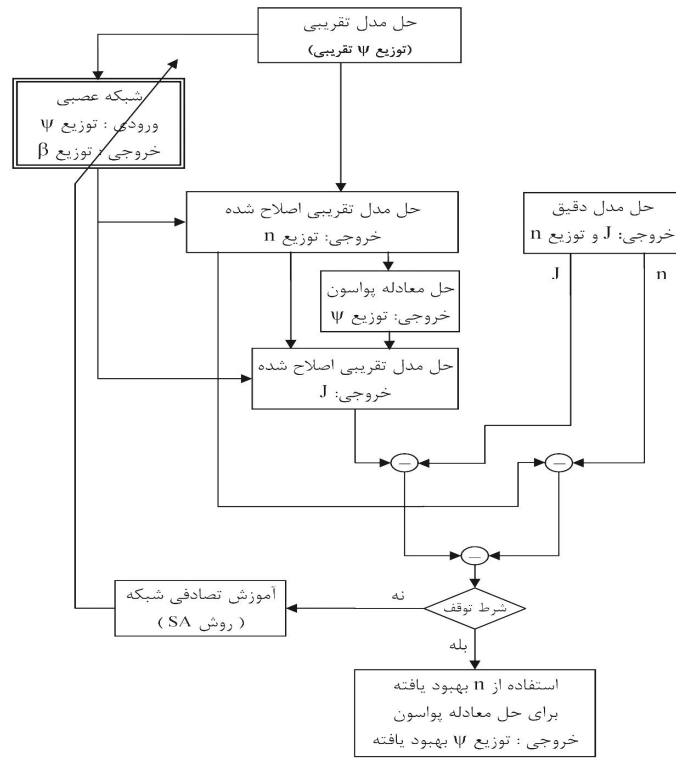 حل مدل تقریبی
(توزیع ψ تقریبی)
شبکه عصبی
ورودی : توزیع ψ
خروجی : توزیع β
حل مدل تقریبی اصلاح شده
خروجی: توزیع n
حل مدل دقیق
خروجی: J و توزیع n
J
n
حل معادله پواسون
خروجی: توزیع ψ
حل مدل تقریبی اصلاح شده
خروجی: J
—
—
—
شرط توقف
نه
بله
آموزش تصادفی شبکه
( روش SA )
استفاده از n بهبود یافته
برای حل معادله پواسون
خروجی : توزیع ψ بهبود یافته